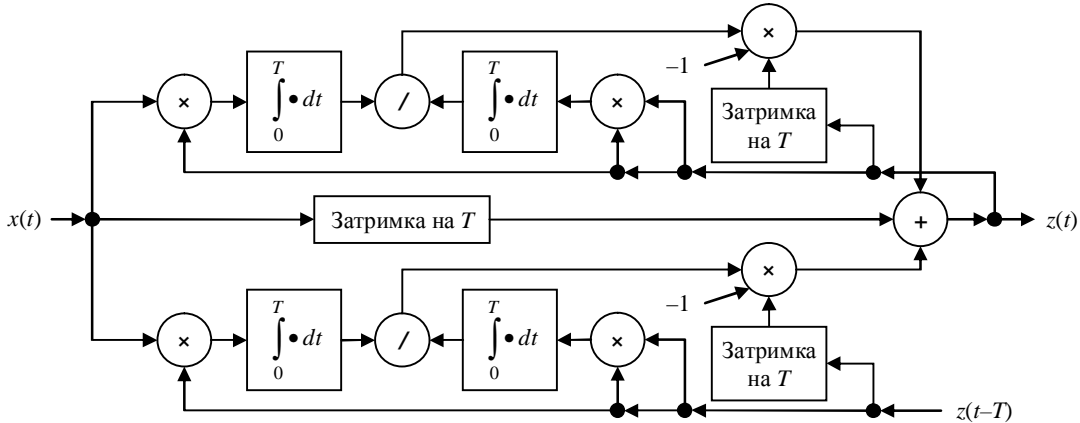 ×
–1
T
∫ • dt
0
T
∫ • dt
0
×
/
×
Затримка
на T
x(t)
Затримка на T
+
z(t)
×
–1
T
∫ • dt
0
T
∫ • dt
0
×
/
×
Затримка
на T
z(t–T)